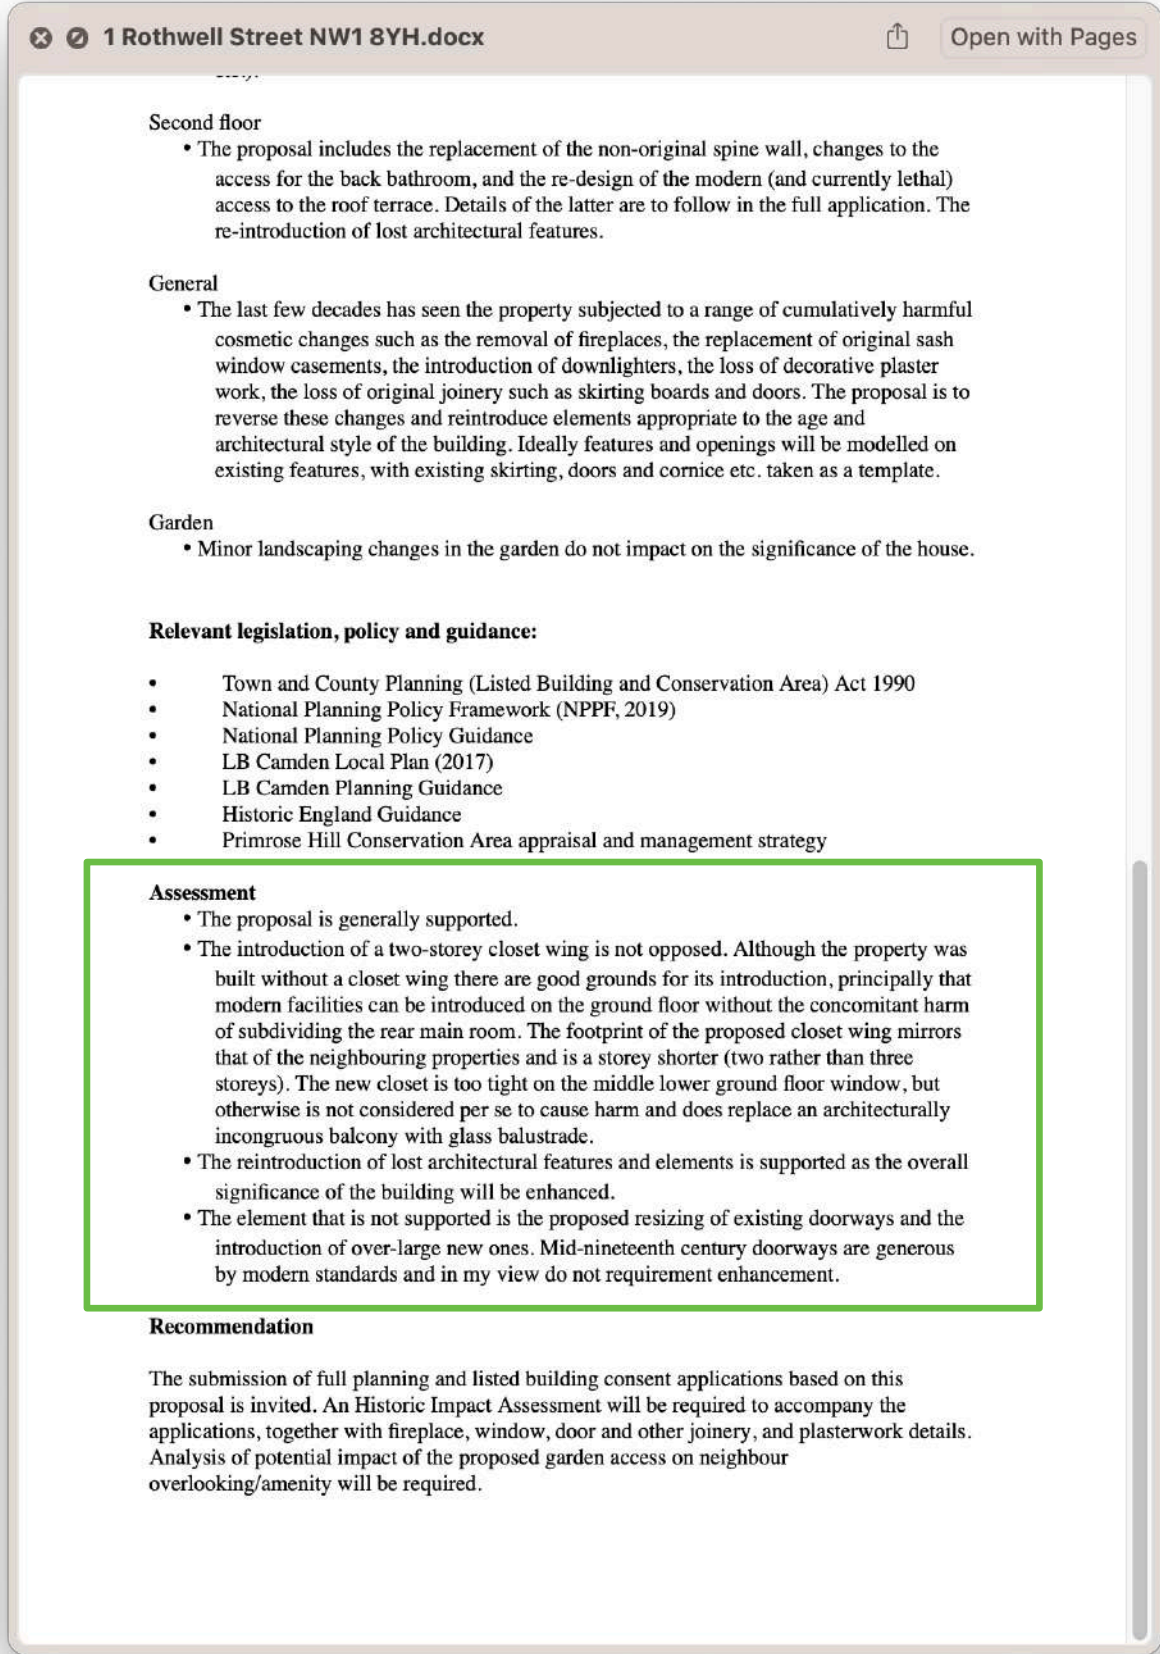 1 Rothwell Street NW1 8YH.docx
Open with Pages
Second floor
• The proposal includes the replacement of the non-original spine wall, changes to the
access for the back bathroom, and the re-design of the modern (and currently lethal)
access to the roof terrace. Details of the latter are to follow in the full application. The
re-introduction of lost architectural features.
General
• The last few decades has seen the property subjected to a range of cumulatively harmful
cosmetic changes such as the removal of fireplaces, the replacement of original sash
window casements, the introduction of downlighters, the loss of decorative plaster
work, the loss of original joinery such as skirting boards and doors. The proposal is to
reverse these changes and reintroduce elements appropriate to the age and
architectural style of the building. Ideally features and openings will be modelled on
existing features, with existing skirting, doors and cornice etc. taken as a template.
Garden
• Minor landscaping changes in the garden do not impact on the significance of the house.
Relevant legislation, policy and guidance:
• Town and County Planning (Listed Building and Conservation Area) Act 1990
• National Planning Policy Framework (NPPF, 2019)
• National Planning Policy Guidance
• LB Camden Local Plan (2017)
• LB Camden Planning Guidance
• Historic England Guidance
• Primrose Hill Conservation Area appraisal and management strategy
Assessment
• The proposal is generally supported.
• The introduction of a two-storey closet wing is not opposed. Although the property was
built without a closet wing there are good grounds for its introduction, principally that
modern facilities can be introduced on the ground floor without the concomitant harm
of subdividing the rear main room. The footprint of the proposed closet wing mirrors
that of the neighbouring properties and is a storey shorter (two rather than three
storeys). The new closet is too tight on the middle lower ground floor window, but
otherwise is not considered per se to cause harm and does replace an architecturally
incongruous balcony with glass balustrade.
• The reintroduction of lost architectural features and elements is supported as the overall
significance of the building will be enhanced.
• The element that is not supported is the proposed resizing of existing doorways and the
introduction of over-large new ones. Mid-nineteenth century doorways are generous
by modern standards and in my view do not requirement enhancement.
Recommendation
The submission of full planning and listed building consent applications based on this
proposal is invited. An Historic Impact Assessment will be required to accompany the
applications, together with fireplace, window, door and other joinery, and plasterwork details.
Analysis of potential impact of the proposed garden access on neighbour
overlooking/amenity will be required.